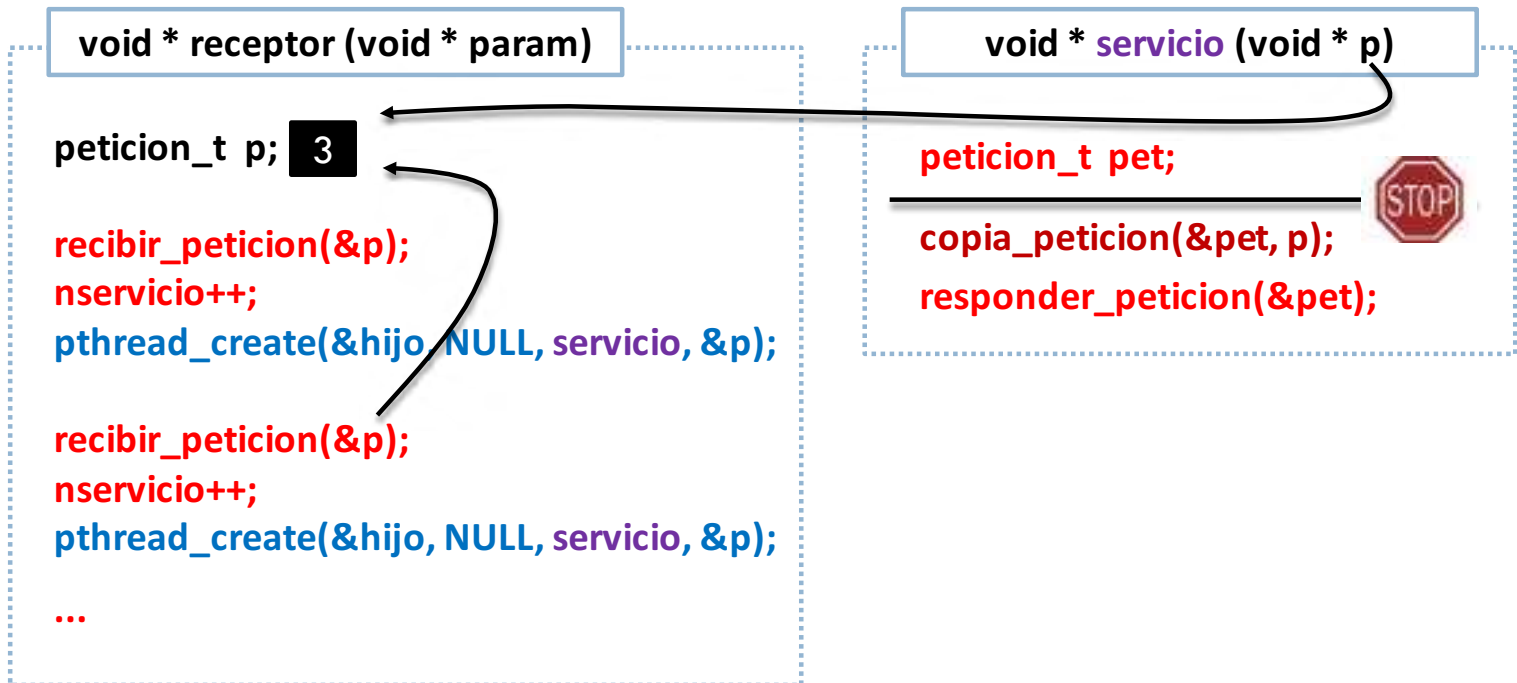 void * receptor (void * param)
peticion_t p; 3
recibir_peticion(&p);
nservicio++;
pthread_create(&hijo, NULL, servicio, &p);
recibir_peticion(&p);
nservicio++;
pthread_create(&hijo, NULL, servicio, &p);
...
void * servicio (void * p)
peticion_t pet;
STOP
copia_peticion(&pet, p);
responder_peticion(&pet);